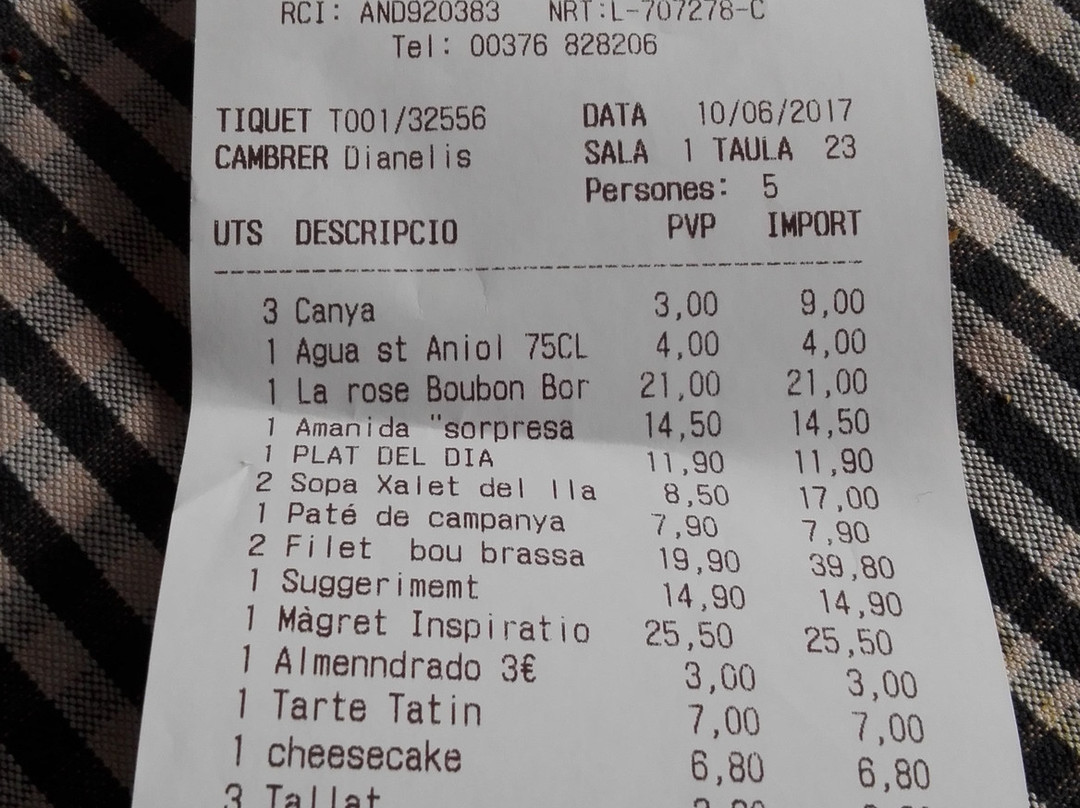 RCI: AND920383 NRT:L-707278-C
Tel: 00376 828206
TIQUET T001/32556 DATA 10/06/2017
CAMBRER Dianelis SALA 1 TAULA 23
Persones: 5
UTS DESCRIPCIO PVP IMPORT
3 Canya 3,00 9,00
1 Agua st Aniol 75CL 4,00 4,00
1 La rose Boubon Bor 21,00 21,00
1 Amanida "sorpresa 14,50 14,50
1 PLAT DEL DIA 11,90 11,90
2 Sopa Xalet del lla 8,50 17,00
1 Paté de campanya 7,90 7,90
2 Filet bou brassa 19,90 39,80
1 Suggerimemt 14,90 14,90
1 Màgret Inspiratio 25,50 25,50
1 Almenndrado 3€ 3,00 3,00
1 Tarte Tatin 7,00 7,00
1 cheesecake 6,80 6,80
3 Tallat